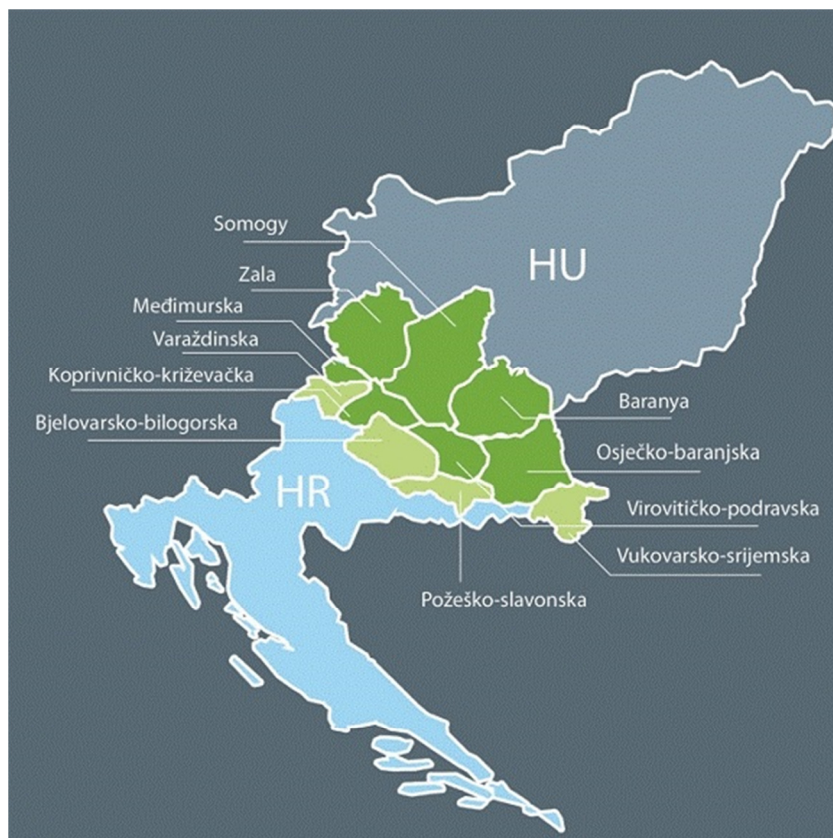 Somogy
HU
Zala
Međimurska
Varaždinska
Koprivničko-križevačka
Bjelovarsko-bilogorska
Baranya
Osječko-baranjska
HR
Virovitičko-podravska
Vukovarsko-srijemska
Požeško-slavonska